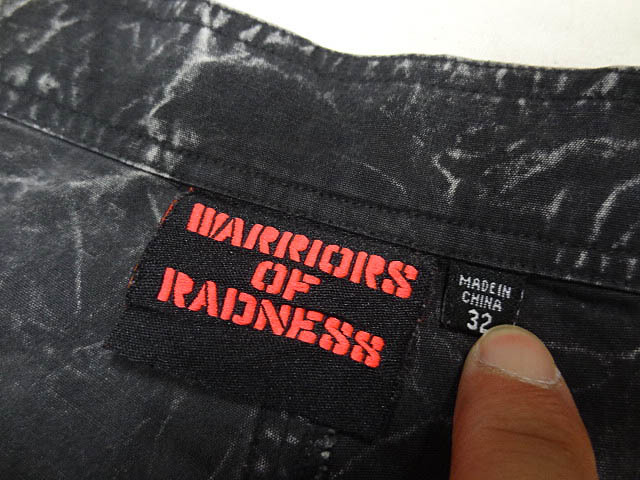 WARRIORS
OF
RADNESS
MADE IN
CHINA
32